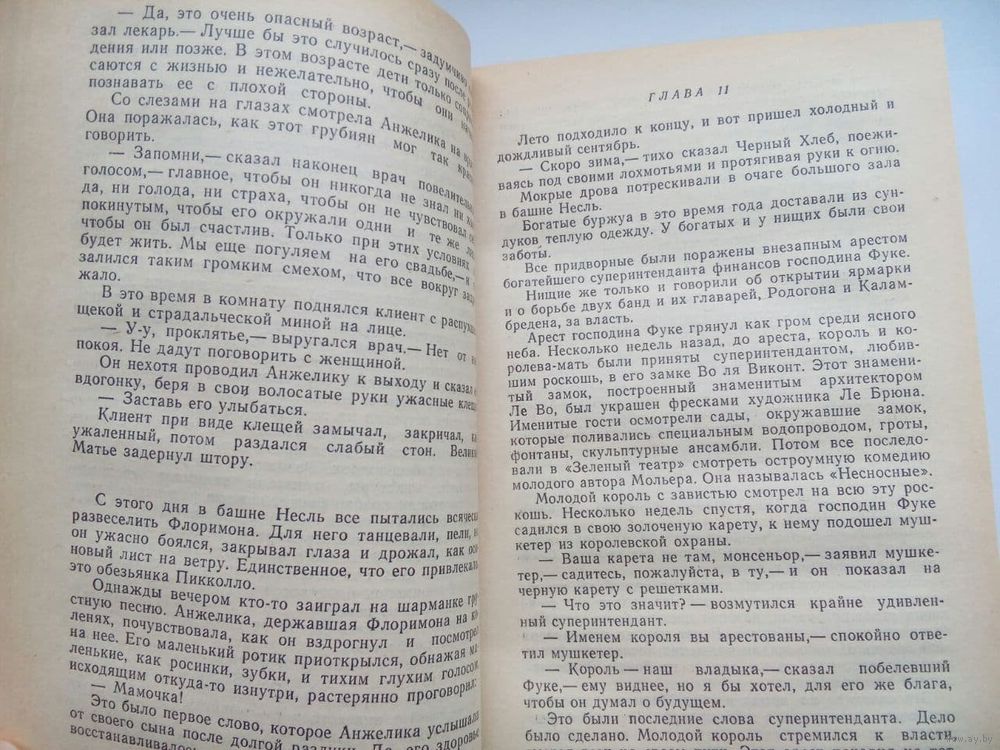 — Да, это очень опасный возраст,— задумчиво
зал лекарь.— Лучше бы это случилось сразу после
дения или позже. В этом возрасте дети только
саются с жизнью и нежелательно, чтобы они
познавать ее с плохой стороны.
Со слезами на глазах смотрела Анжелика на
Она поражалась, как этот грубиян мог так
говорить.
— Запомни,— сказал наконец врач
голосом,— главное, чтобы он никогда не знал ни
да, ни голода, ни страха, чтобы он не чувствовал
покинутым, чтобы его окружали одни и те же
чтобы он был счастлив. Только при этих условиях
будет жить. Мы еще погуляем на его свадьбе,—
залился таким громким смехом, что все вокруг
жало.
В это время в комнату поднялся клиент с
щекой и страдальческой миной на лице.
— У-у, проклятье,— выругался врач.— Нет от
покоя. Не дадут поговорить с женщиной.
Он нехотя проводил Анжелику к выходу и сказал
вдогонку, беря в свои волосатые руки ужасные
— Заставь его улыбаться.
Клиент при виде клещей замычал, закричал,
ужаленный, потом раздался слабый стон.
Матье задернул штору.
С этого дня в башне Несль все пытались
развеселить Флоримона. Для него танцевали, пели,
он ужасно боялся, закрывал глаза и дрожал, как
новый лист на ветру. Единственное, что его привлекало
это обезьянка Пикколло.
Однажды вечером кто-то заиграл на шарманке
стную песню. Анжелика, державшая Флоримона на
ленях, почувствовала, как он вздрогнул и посмотрел
на нее. Его маленький ротик приоткрылся, обнажая
ленькие, как росинки, зубки, и тихим глухим голосом,
исходящим откуда-то изнутри, растерянно проговорил:
— Мамочка!
Это было первое слово, которое Анжелика услышала
от своего сына после долгой разлуки. Да, его здоровье
восстанавливалось
ГЛАВА 11
Лето подходило к концу, и вот пришел холодный и
дождливый сентябрь.
— Скоро зима,— тихо сказал Черный Хлеб, поежи-
ваясь под своими лохмотьями и протягивая руки к огню.
Мокрые дрова потрескивали в очаге большого зала
в башне Несль.
Богатые буржуа в это время года доставали из сун-
дуков теплую одежду. У богатых и у нищих были свои
заботы.
Все придворные были поражены внезапным арестом
богатейшего суперинтенданта финансов господина Фуке.
Нищие же только и говорили об открытии ярмарки
и о борьбе двух банд и их главарей, Родогона и Калам-
бредена, за власть.
Арест господина Фуке грянул как гром среди ясного
неба. Несколько недель назад, до ареста, король и ко-
ролева-мать были приняты суперинтендантом, любив-
шим роскошь, в его замке Во ля Виконт. Этот знамени-
тый замок, построенный знаменитым архитектором
Ле Во, был украшен фресками художника Ле Брюна.
Именитые гости осмотрели сады, окружавшие замок,
которые поливались специальным водопроводом, гроты,
фонтаны, скульптурные ансамбли. Потом все последо-
вали в «Зеленый театр» смотреть остроумную комедию
молодого автора Мольера. Она называлась «Несносные».
Молодой король с завистью смотрел на всю эту рос-
кошь. Несколько недель спустя, когда господин Фуке
садился в свою золоченую карету, к нему подошел муш-
кетер из королевской охраны.
— Ваша карета не там, монсеньор,— заявил мушке-
тер,— садитесь, пожалуйста, в ту,— и он показал на
черную карету с решетками.
— Что это значит? — возмутился крайне удивлен-
ный суперинтендант.
— Именем короля вы арестованы,— спокойно отве-
тил мушкетер.
— Король — наш владыка,— сказал побелевший
Фуке,— ему виднее, но я бы хотел, для его же блага,
чтобы он думал о будущем.
Это были последние слова суперинтенданта. Дело
было сделано. Молодой король стремился к власти